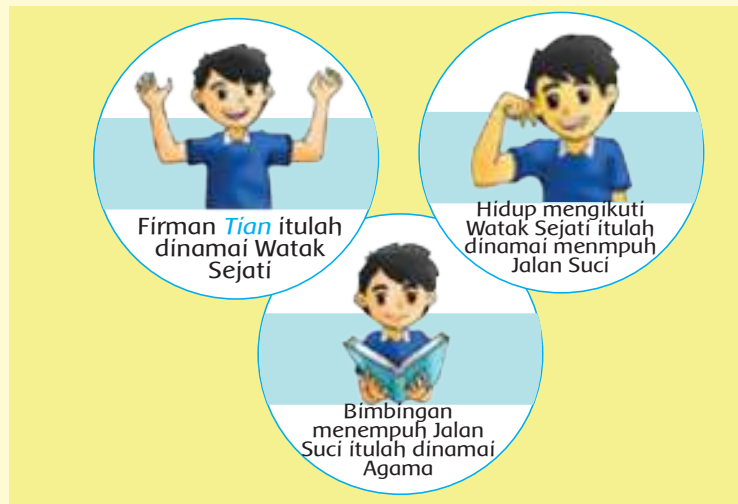 Firman Tian itulah
dinamai Watak
Sejati
Hidup mengikuti
Watak Sejati itulah
dinamai menmpuh
Jalan Suci
Bimbingan
menempuh Jalan
Suci itulah dinamai
Agama